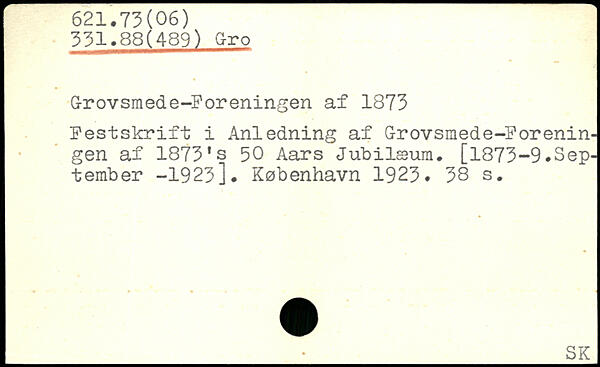 621.73(06)
331.88(489) Gro
Grovsmede-Foreningen af 1873
Festskrift i Anledning af Grovsmede-Forenin-
gen af 1873's 50 Aars Jubilæum. [1873-9.Sep-
tember -1923]. København 1923. 38 s.
SK